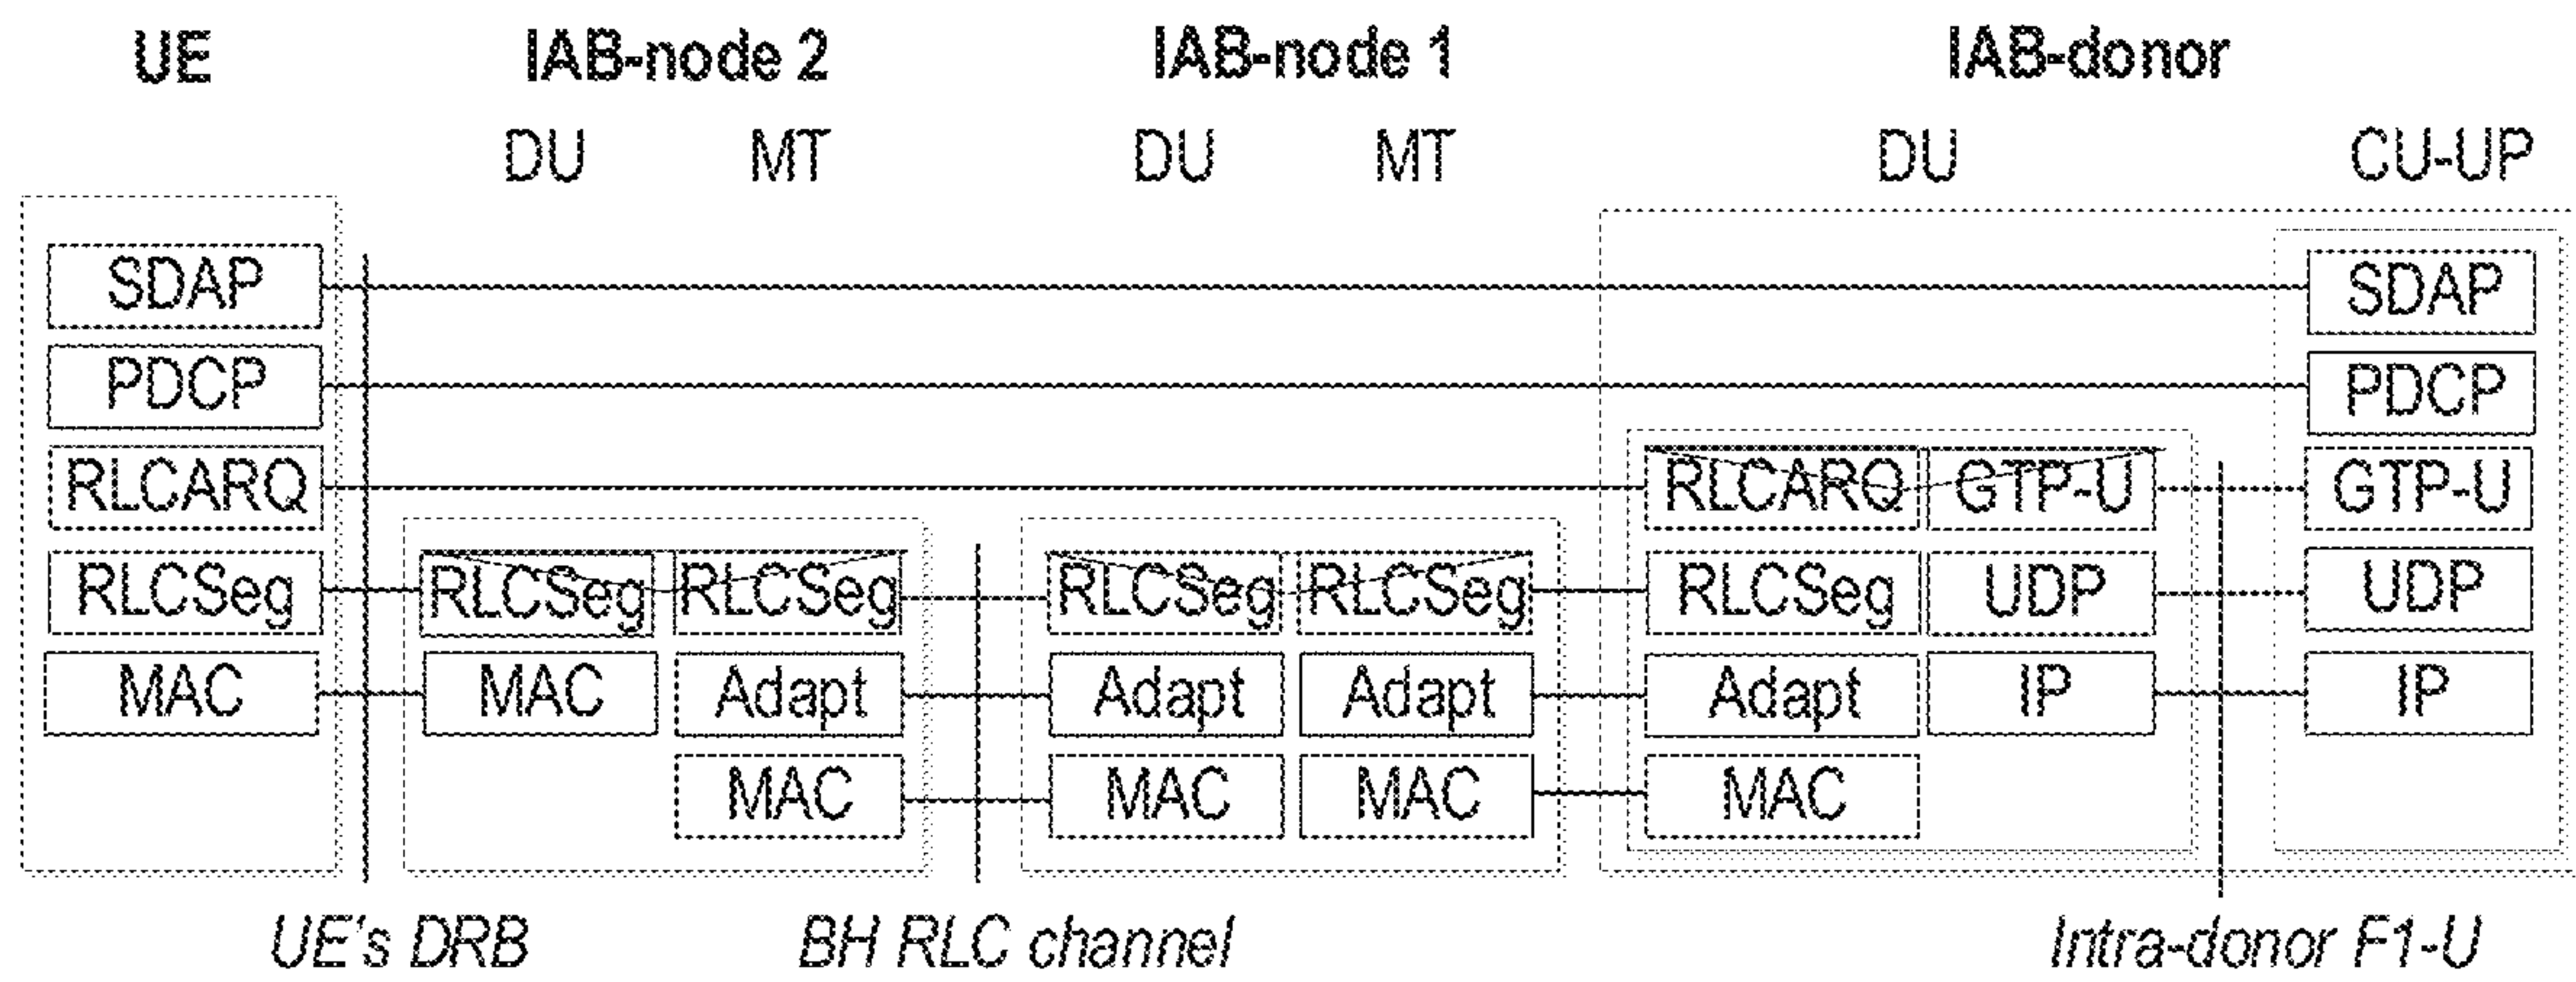 UE IAB-node 2 IAB-node 1 IAB-donor
DU MT DU MT DU CU-UP
SDAP SDAP
PDCP PDCP
RLCARQ RLCARQ GTP-U GTP-U
RLCSeg RLCSeg RLCSeg RLCSeg RLCSeg RLCSeg UDP UDP
MAC MAC Adapt Adapt Adapt Adapt IP IP
MAC MAC MAC MAC
UE's DRB BH RLC channel Intra-donor F1-U